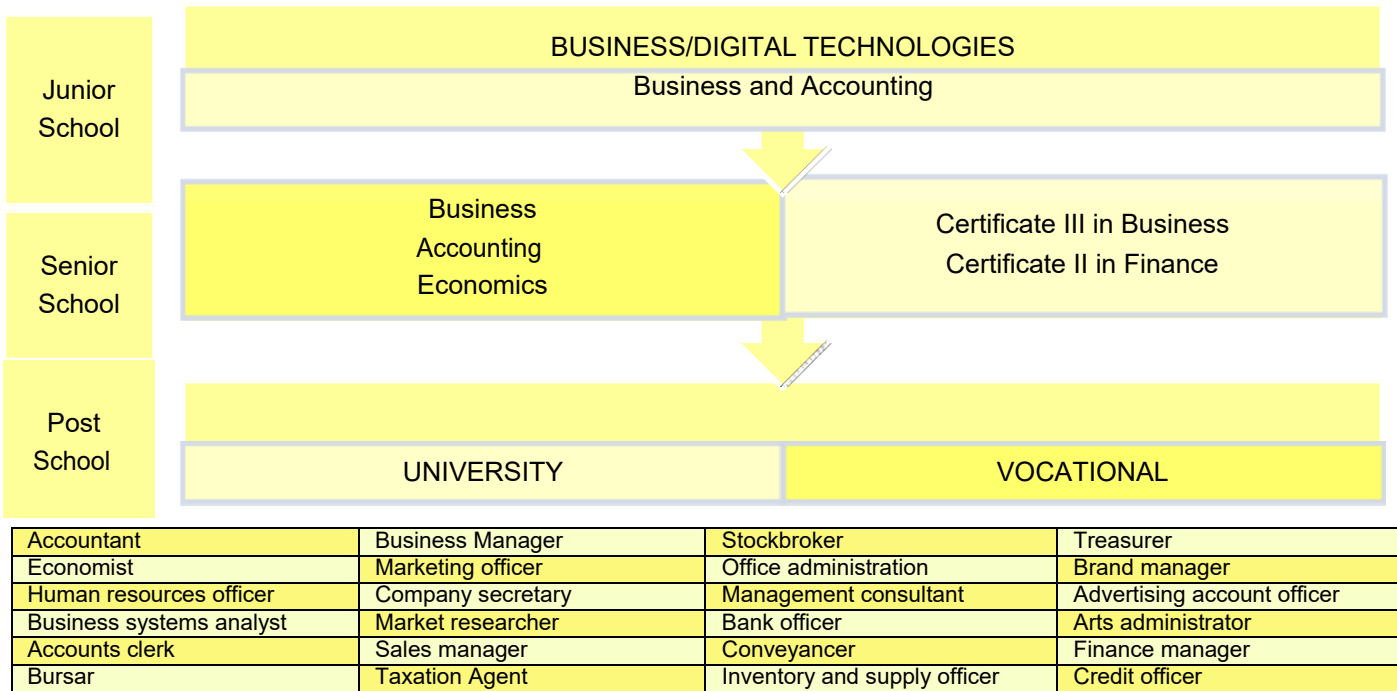 BUSINESS/DIGITAL TECHNOLOGIES
Business and Accounting
Junior
School
Business
Accounting
Economics
Certificate III in Business
Certificate II in Finance
Senior
School
Post
School
UNIVERSITY
VOCATIONAL
Accountant Business Manager Stockbroker Treasurer
Economist Marketing officer Office administration Brand manager
Human resources officer Company secretary Management consultant Advertising account officer
Business systems analyst Market researcher Bank officer Arts administrator
Accounts clerk Sales manager Conveyancer Finance manager
Bursar Taxation Agent Inventory and supply officer Credit officer